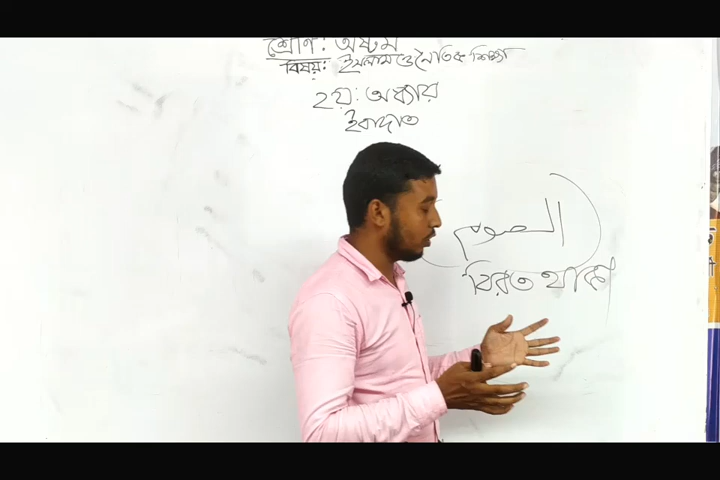 শ্রেণি: অষ্টম
বিষয়: ইসলাম ও নৈতিক শিক্ষা
২য়: অধ্যায়
ইবাদাত
الصوم
বিরত থাকা